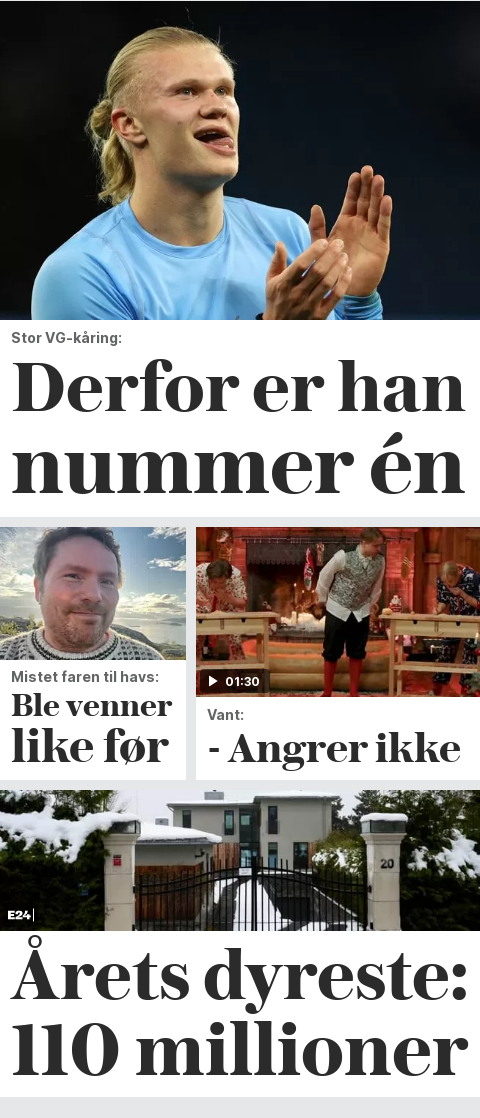 Stor VG-kåring:
Derfor er han
nummer én
Mistet faren til havs:
Ble venner
like før
01:30
Vant:
- Angrer ikke
20
E24
Årets dyreste:
110 millioner